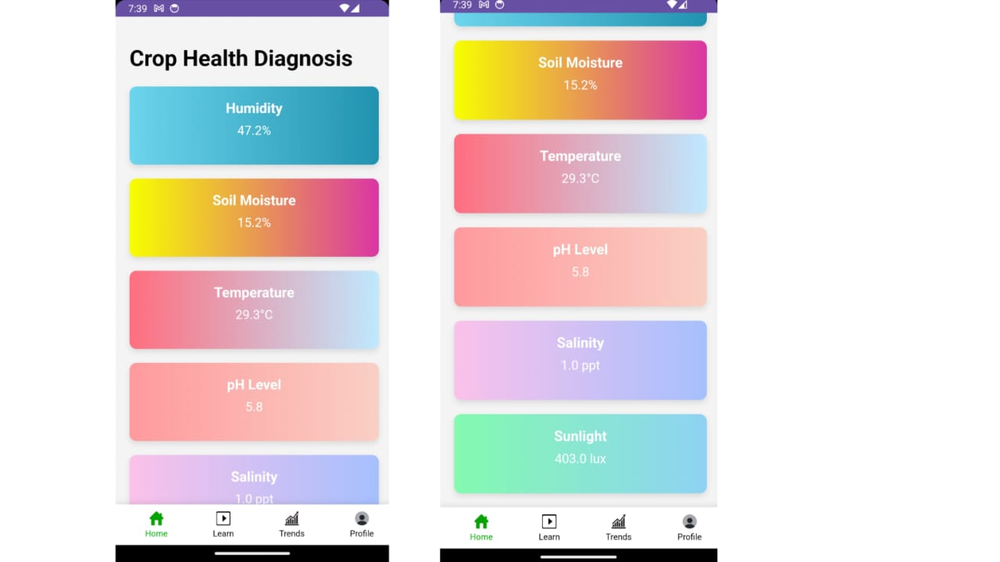 7:39
Crop Health Diagnosis
Humidity
47.2%
Soil Moisture
15.2%
Temperature
29.3°C
pH Level
5.8
Salinity
1.0 ppt
Home Learn Trends Profile
7:39
Soil Moisture
15.2%
Temperature
29.3°C
pH Level
5.8
Salinity
1.0 ppt
Sunlight
403.0 lux
Home Learn Trends Profile